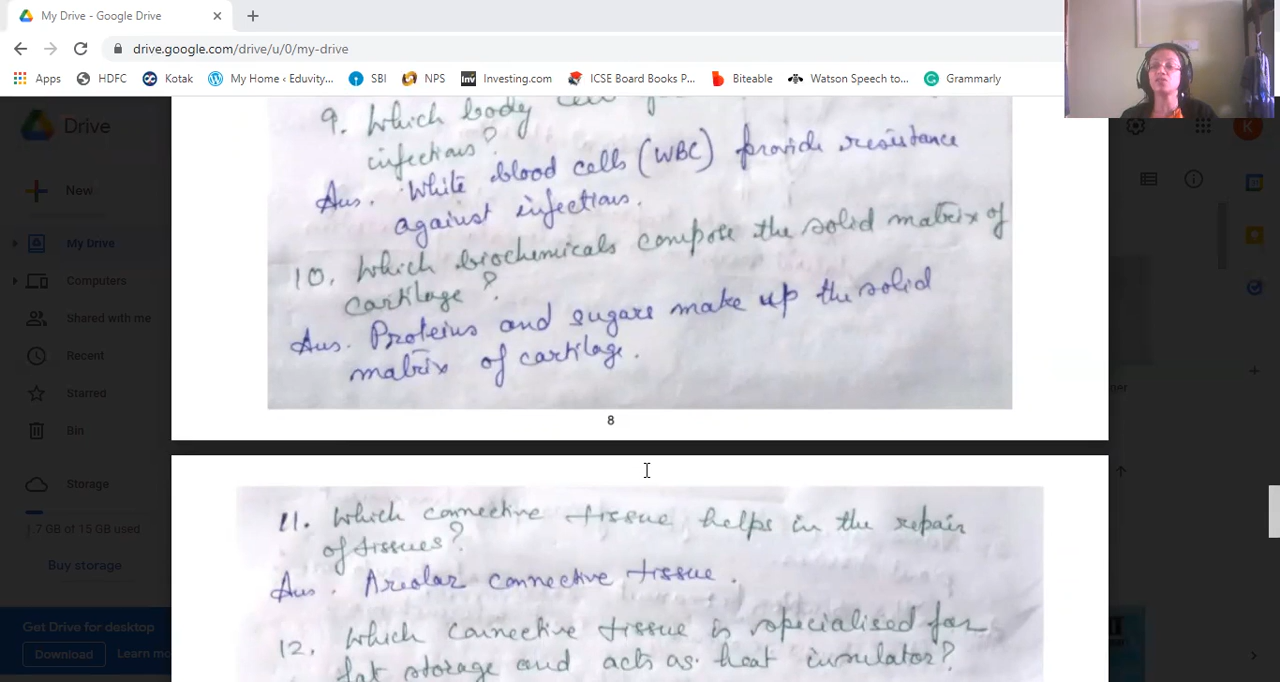 My Drive - Google Drive
drive.google.com/drive/u/0/my-drive
Apps HDFC Kotak My Home ‹ Eduvity... SBI NPS Investing.com ICSE Board Books P... Biteable Watson Speech to... Grammarly
Drive
New
My Drive
Computers
Shared with me
Recent
Starred
Bin
Storage
1.7 GB of 15 GB used
Buy storage
Get Drive for desktop
Download Learn mo
K
9. Which body cell
infections?
Ans. White blood cells (WBC) provide resistance
against infections.
10. Which biochemicals compose the solid matrix of
cartilage?
Ans. Proteins and sugars make up the solid
matrix of cartilage.
8
11. Which connective tissue helps in the repair
of tissues?
Ans. Areolar connective tissue.
12. Which connective tissue is specialised for
fat storage and acts as heat insulator?